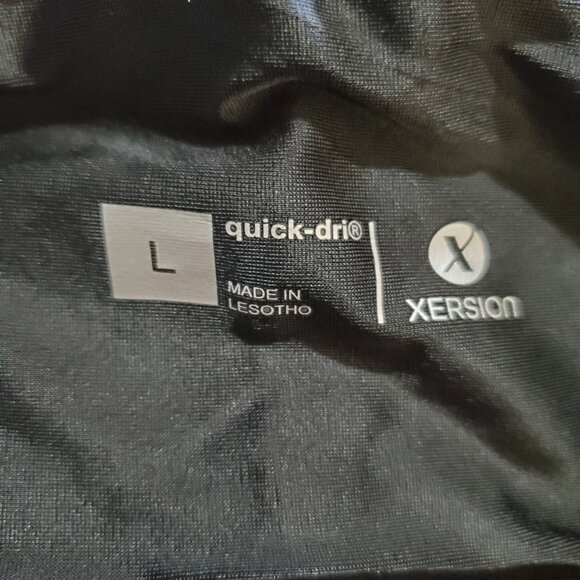 L
quick-dri®
MADE IN
LESOTHO
X
XERSION